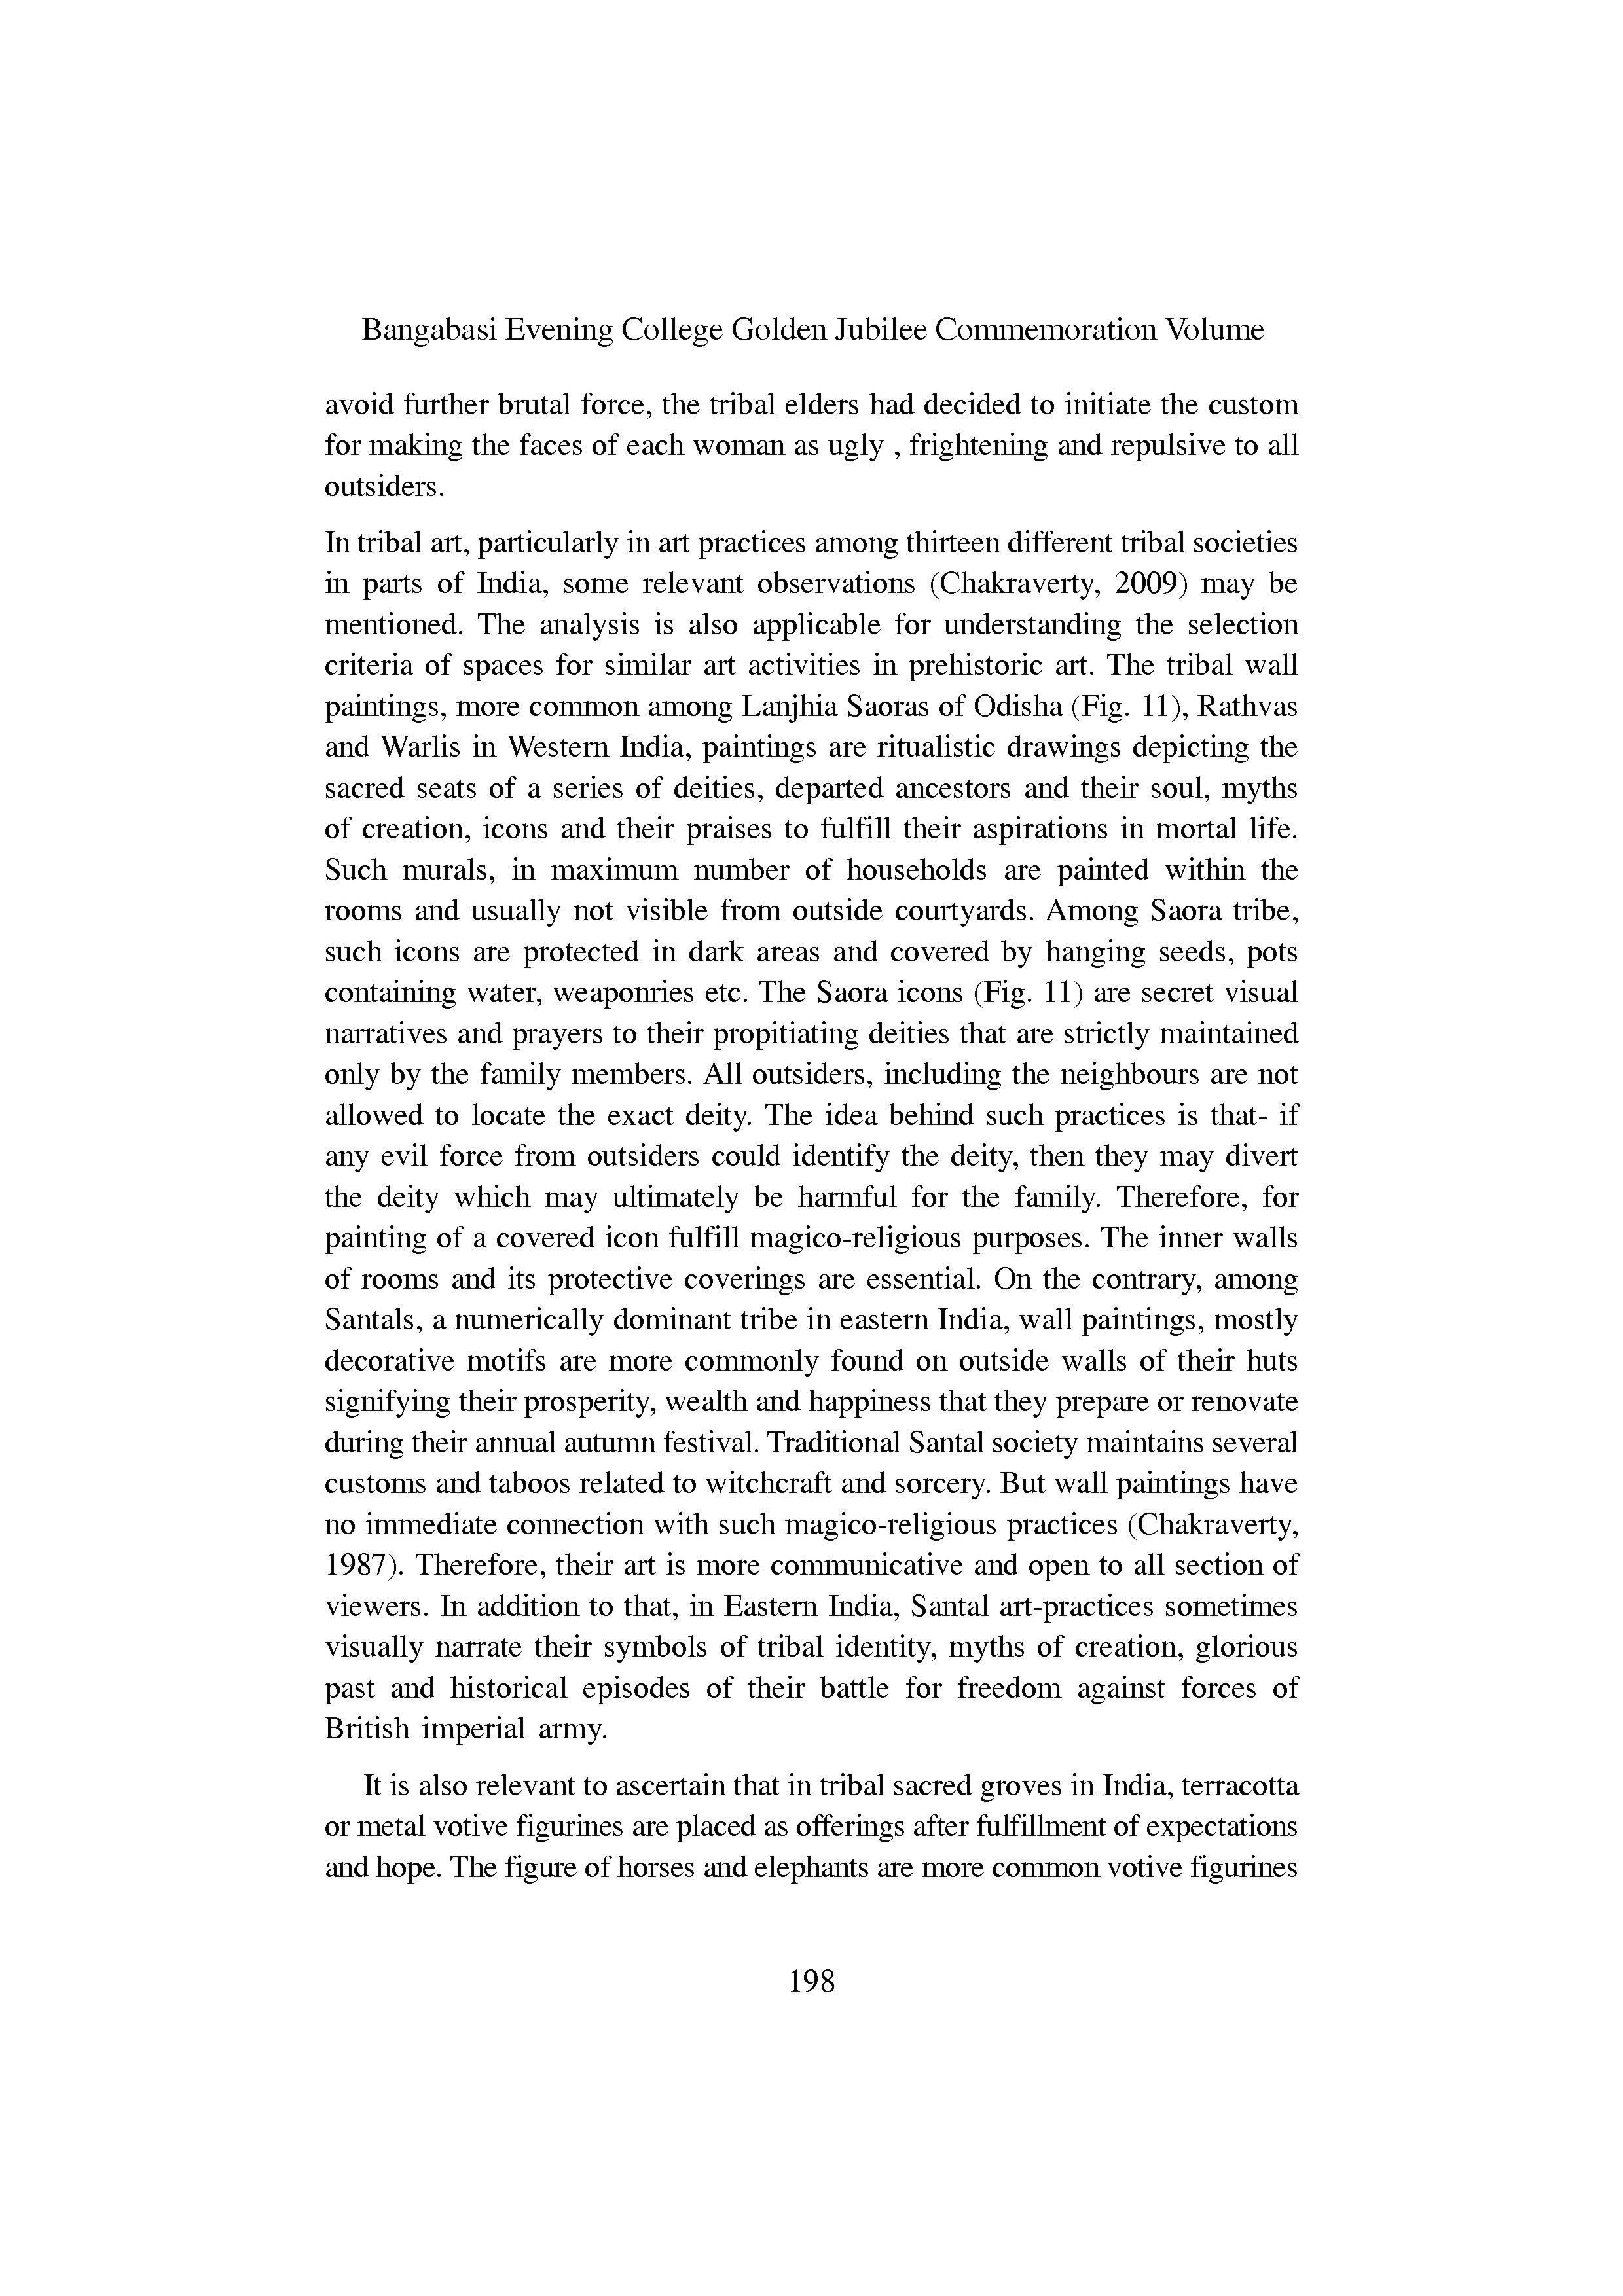 Bangabasi Evening College Golden Jubilee Commemoration Volume
avoid further brutal force, the tribal elders had decided to initiate the custom
for making the faces of each woman as ugly , frightening and repulsive to all
outsiders.
In tribal art, particularly in art practices among thirteen different tribal societies
in parts of India, some relevant observations (Chakraverty, 2009) may be
mentioned. The analysis is also applicable for understanding the selection
criteria of spaces for similar art activities in prehistoric art. The tribal wall
paintings, more common among Lanjhia Saoras of Odisha (Fig. 11), Rathvas
and Warlis in Western India, paintings are ritualistic drawings depicting the
sacred seats of a series of deities, departed ancestors and their soul, myths
of creation, icons and their praises to fulfill their aspirations in mortal life.
Such murals, in maximum number of households are painted within the
rooms and usually not visible from outside courtyards. Among Saora tribe,
such icons are protected in dark areas and covered by hanging seeds, pots
containing water, weaponries etc. The Saora icons (Fig. 11) are secret visual
narratives and prayers to their propitiating deities that are strictly maintained
only by the family members. All outsiders, including the neighbours are not
allowed to locate the exact deity. The idea behind such practices is that- if
any evil force from outsiders could identify the deity, then they may divert
the deity which may ultimately be harmful for the family. Therefore, for
painting of a covered icon fulfill magico-religious purposes. The inner walls
of rooms and its protective coverings are essential. On the contrary, among
Santals, a numerically dominant tribe in eastern India, wall paintings, mostly
decorative motifs are more commonly found on outside walls of their huts
signifying their prosperity, wealth and happiness that they prepare or renovate
during their annual autumn festival. Traditional Santal society maintains several
customs and taboos related to witchcraft and sorcery. But wall paintings have
no immediate connection with such magico-religious practices (Chakraverty,
1987). Therefore, their art is more communicative and open to all section of
viewers. In addition to that, in Eastern India, Santal art-practices sometimes
visually narrate their symbols of tribal identity, myths of creation, glorious
past and historical episodes of their battle for freedom against forces of
British imperial army.
It is also relevant to ascertain that in tribal sacred groves in India, terracotta
or metal votive figurines are placed as offerings after fulfillment of expectations
and hope. The figure of horses and elephants are more common votive figurines
198